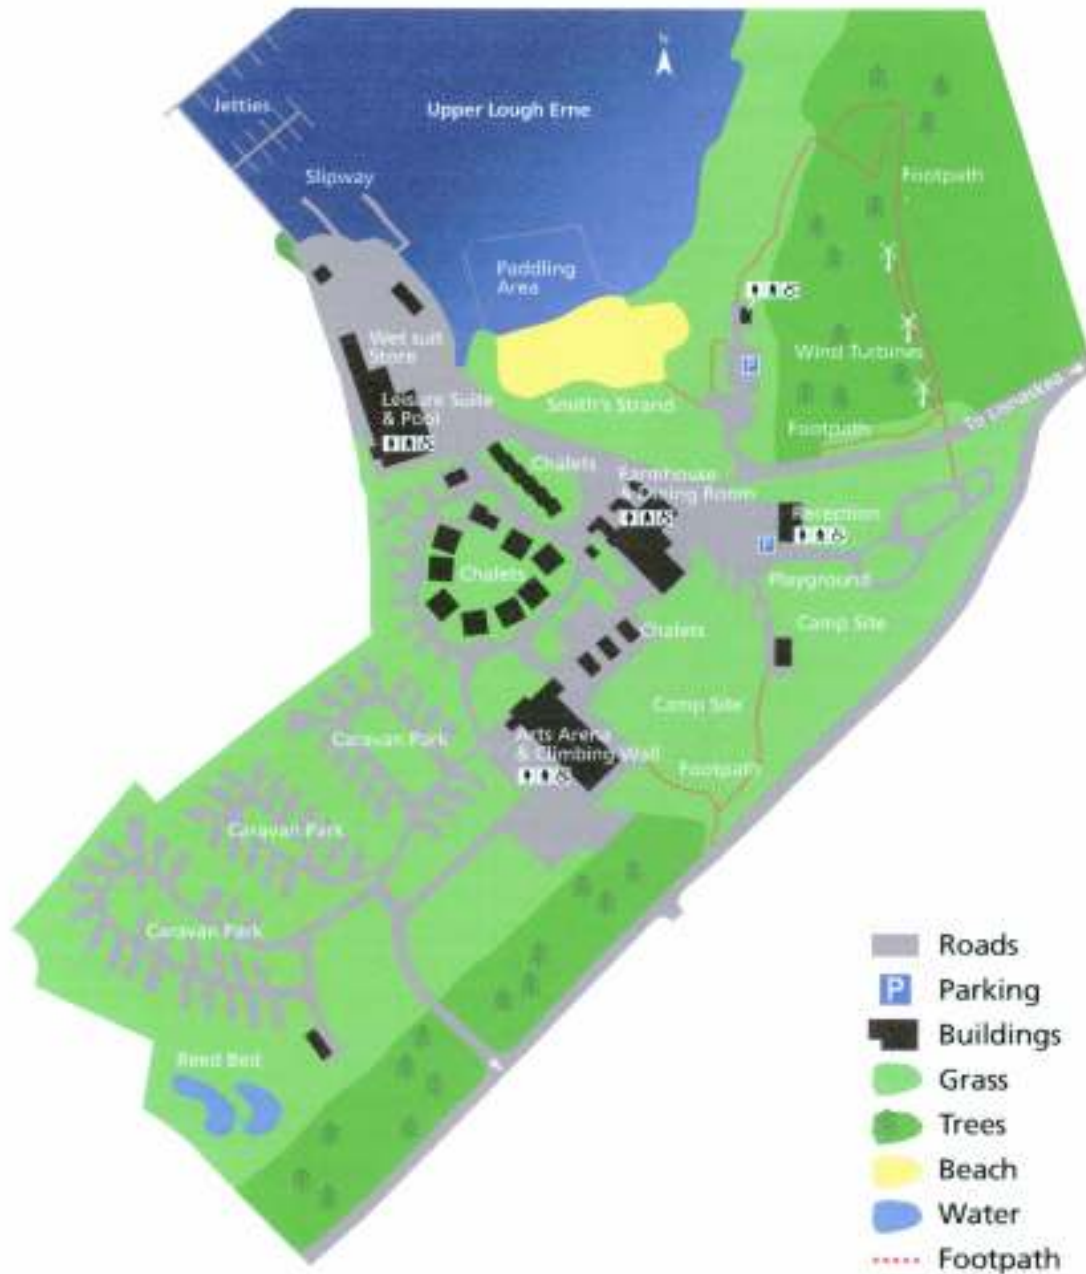 N
Jetties
Upper Lough Erne
Slipway
Footpath
Paddling
Area
Wet suit
Store
Wind Turbines
P
Leisure Suite
& Pool
Smith's Strand
Footpath
To Lisnaskea
Chalets
Farmhouse
& Dining Room
Reception
P
Chalets
Playground
Chalets
Camp Site
Camp Site
Caravan Park
Arts Arena
& Climbing Wall
Footpath
Caravan Park
Caravan Park
Reed Bed
Roads
P Parking
Buildings
Grass
Trees
Beach
Water
Footpath